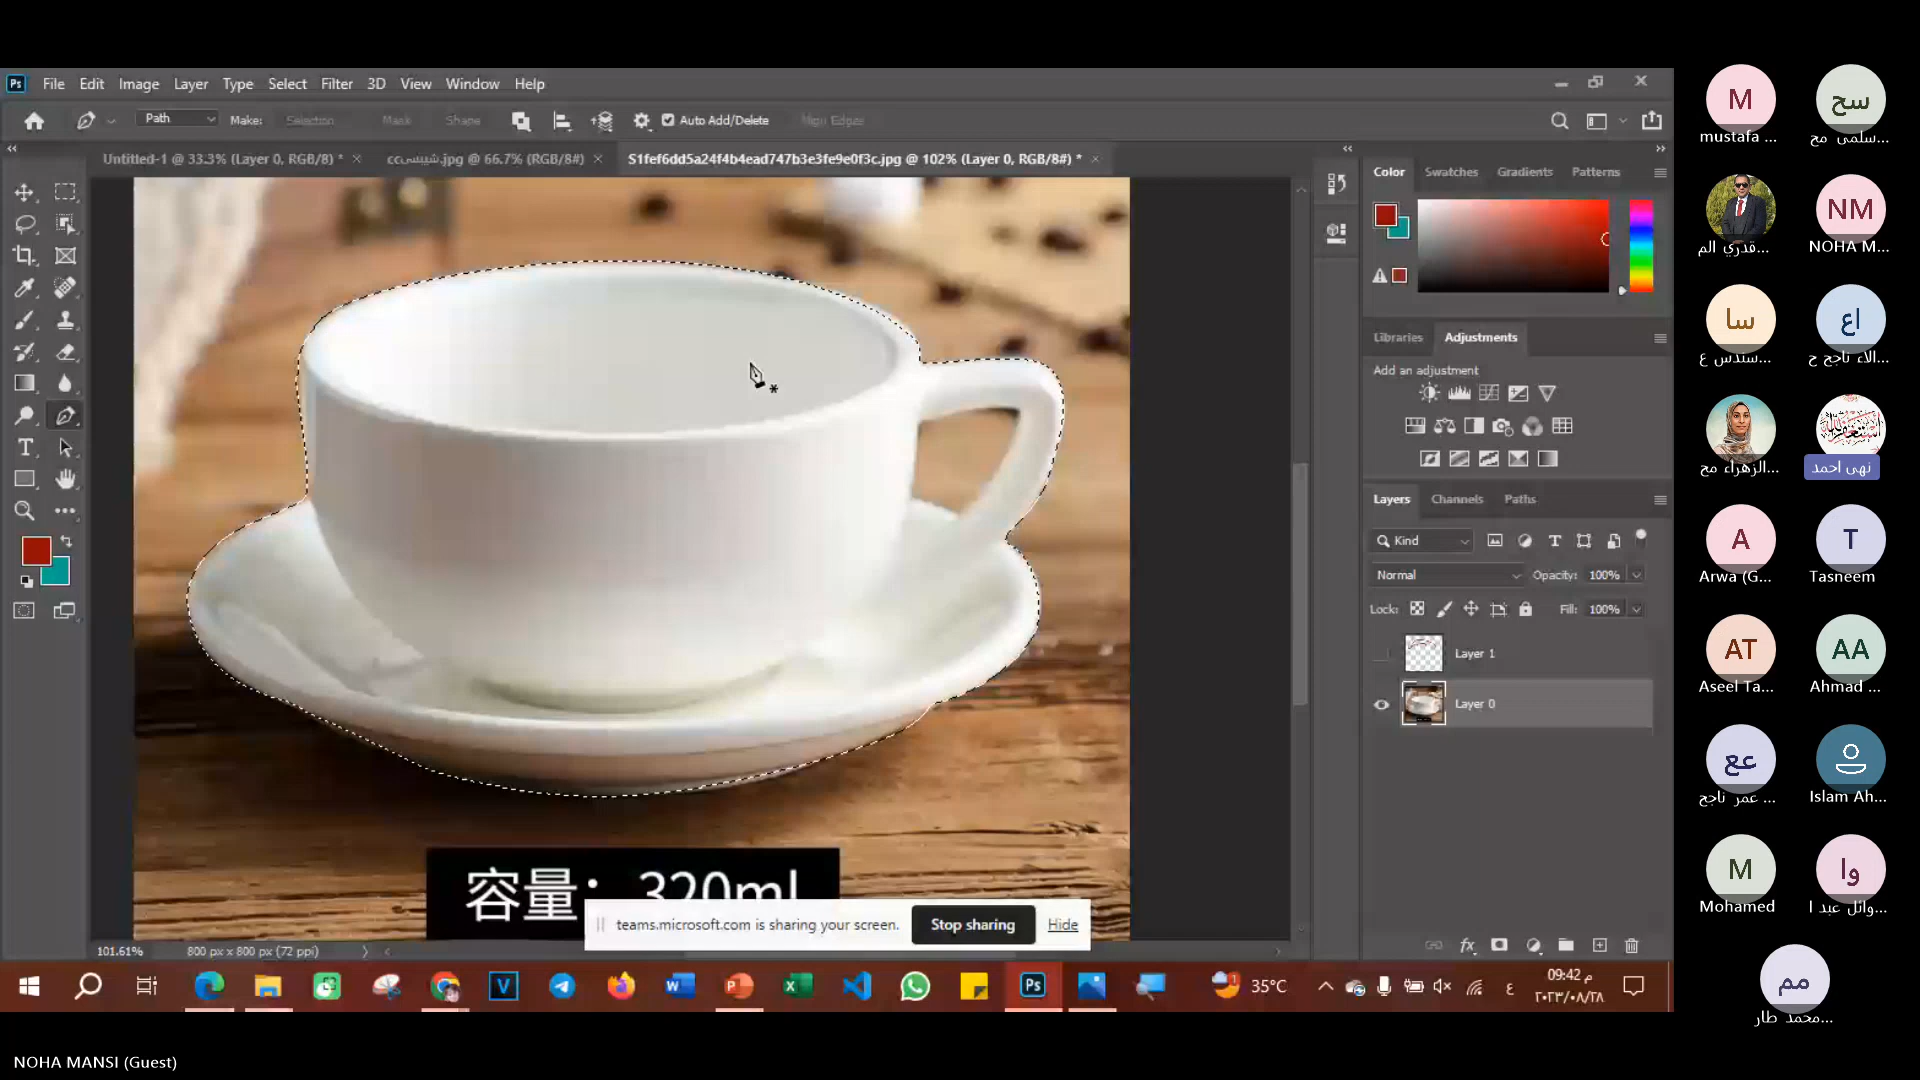 File Edit Image Layer Type Select Filter 3D View Window Help
Path Make: Selection Mask Shape Auto Add/Delete Align Edges
Untitled-1 @ 33.3% (Layer 0, RGB/8) *
ccشيبسى.jpg @ 66.7% (RGB/8#)
S1fef6dd5a24f4b4ead747b3e3fe9e0f3c.jpg @ 102% (Layer 0, RGB/8#) *
Color Swatches Gradients Patterns
Libraries Adjustments
Add an adjustment
Layers Channels Paths
Kind
Normal Opacity: 100%
Lock: Fill: 100%
Layer 1
Layer 0
容量：320ml
teams.microsoft.com is sharing your screen. Stop sharing Hide
101.61% 800 px x 800 px (72 ppi)
35°C
ع
09:42 م
٢٠٢٣/٠٨/٢٨
M
mustafa ...
سح
سلمى مح...
قدري الم...
NM
NOHA M...
سا
سندس ع...
اع
الاء ناجح ح...
الزهراء مح...
نهى احمد
A
Arwa (G...
T
Tasneem
AT
Aseel Ta...
AA
Ahmad ...
عع
عمر ناجح ...
Islam Ah...
M
Mohamed
وا
وائل عبد ا...
مم
محمد طار...
NOHA MANSI (Guest)